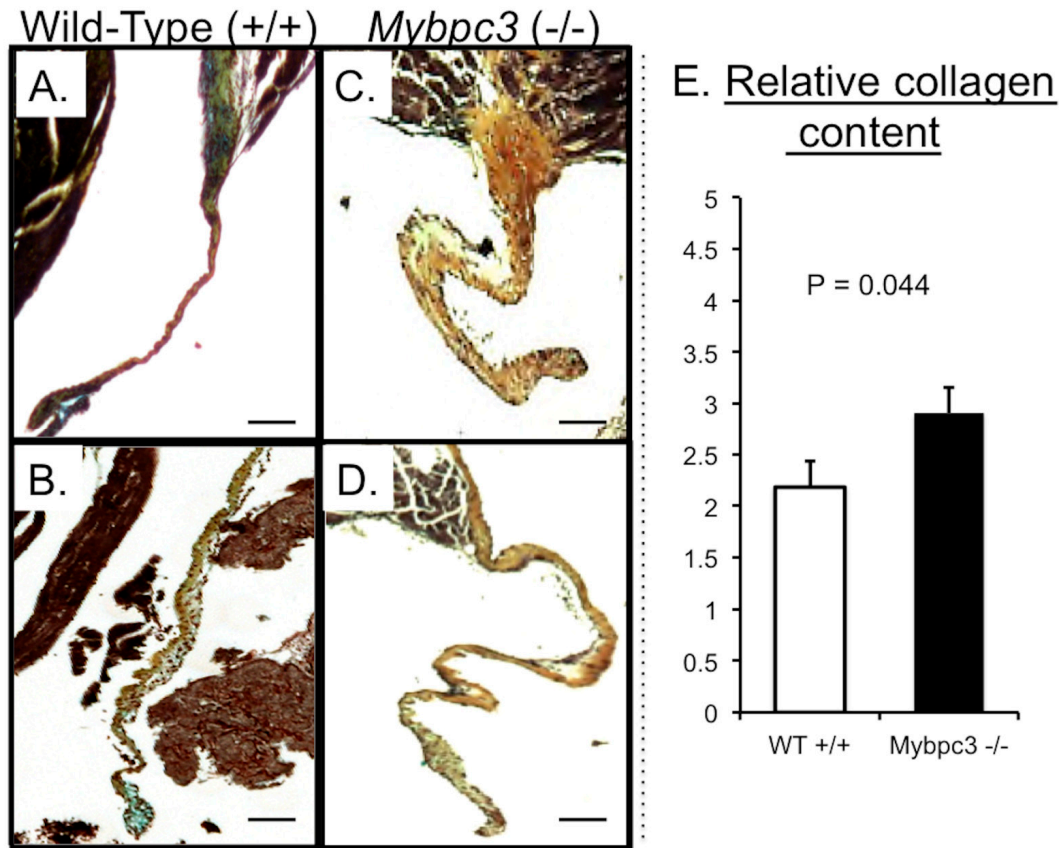 Wild-Type (+/+)
Mybpc3 (-/-)
A.
C.
B.
D.
E. Relative collagen
content
5
4.5
4
3.5
3
2.5
2
1.5
1
0.5
0
P = 0.044
WT +/+
Mybpc3 -/-